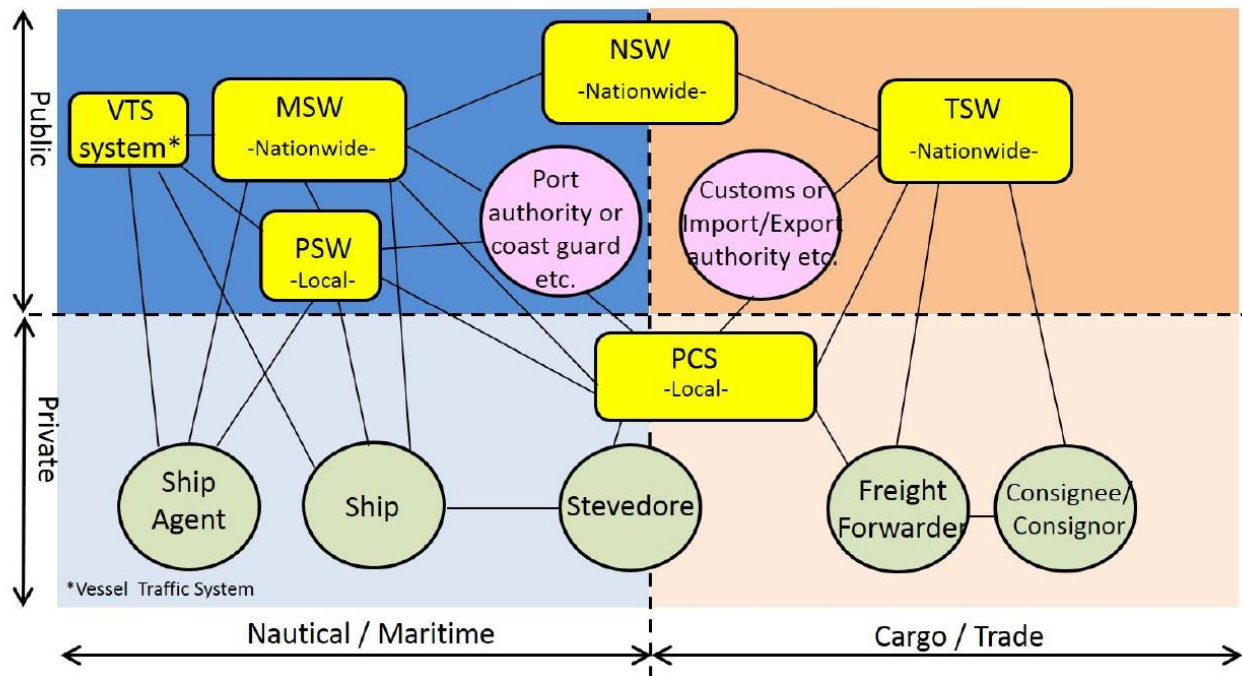 Public
Private
NSW
-Nationwide-
VTS
system*
MSW
-Nationwide-
TSW
-Nationwide-
Port
authority or
coast guard
etc.
Customs or
Import/Export
authority etc.
PSW
-Local-
PCS
-Local-
Ship
Agent
Ship
Stevedore
Freight
Forwarder
Consignee/
Consignor
*Vessel Traffic System
Nautical / Maritime
Cargo / Trade